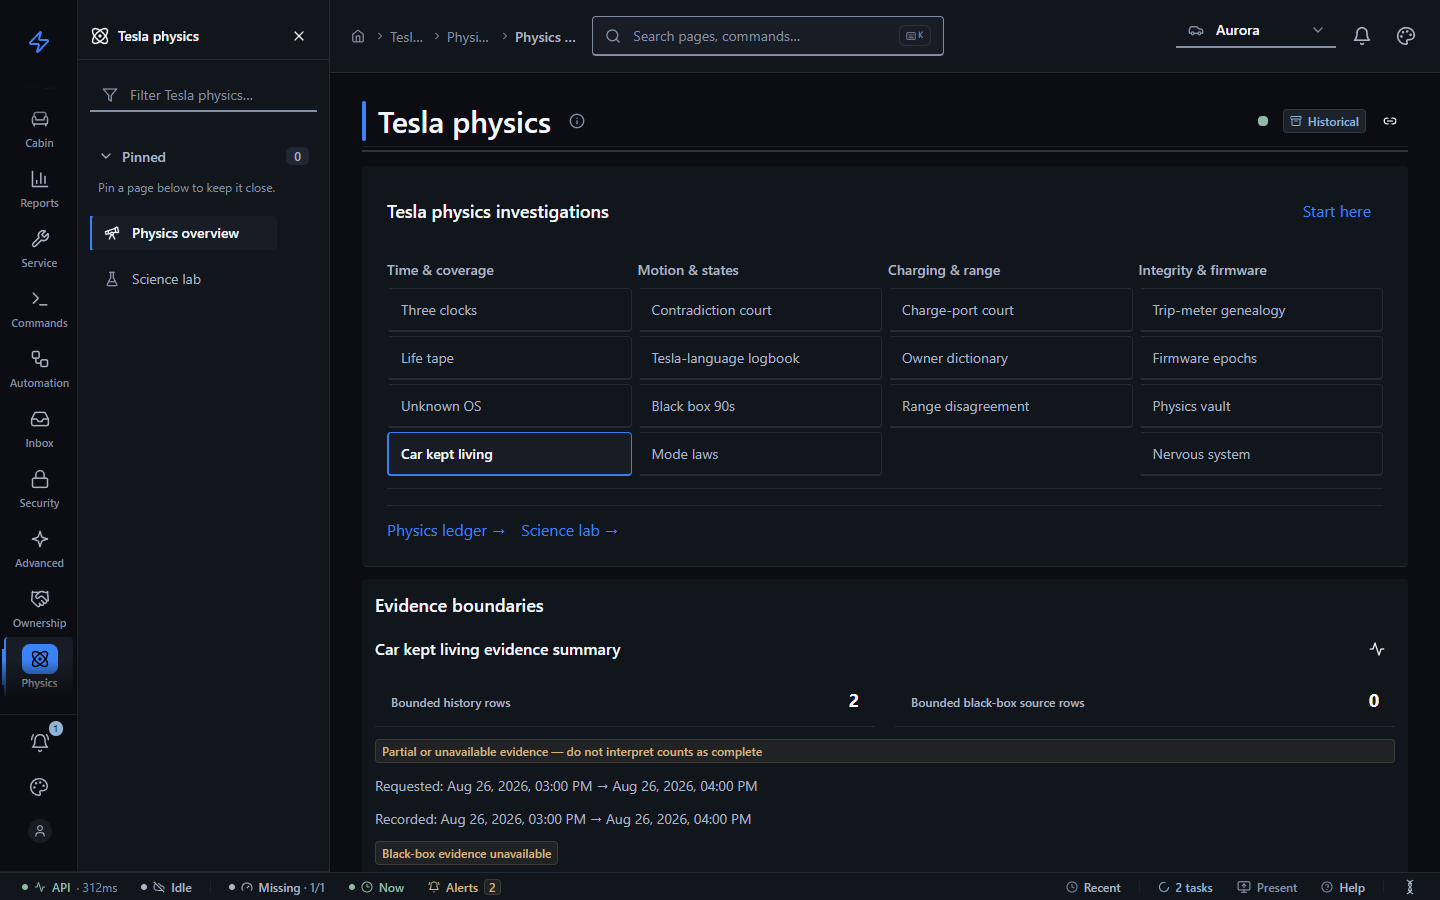 Tesla physics
Tesl...
Physi...
Physics ...
Search pages, commands...
K
Aurora
Filter Tesla physics...
Cabin
Pinned
0
Reports
Pin a page below to keep it close.
Physics overview
Service
Science lab
Commands
Automation
Inbox
Security
Advanced
Ownership
Physics
1
Tesla physics
Historical
Tesla physics investigations
Start here
Time & coverage
Motion & states
Charging & range
Integrity & firmware
Three clocks
Contradiction court
Charge-port court
Trip-meter genealogy
Life tape
Tesla-language logbook
Owner dictionary
Firmware epochs
Unknown OS
Black box 90s
Range disagreement
Physics vault
Car kept living
Mode laws
Nervous system
Physics ledger →
Science lab →
Evidence boundaries
Car kept living evidence summary
Bounded history rows
2
Bounded black-box source rows
0
Partial or unavailable evidence — do not interpret counts as complete
Requested: Aug 26, 2026, 03:00 PM → Aug 26, 2026, 04:00 PM
Recorded: Aug 26, 2026, 03:00 PM → Aug 26, 2026, 04:00 PM
Black-box evidence unavailable
API · 312ms
Idle
Missing · 1/1
Now
Alerts 2
Recent
2 tasks
Present
Help